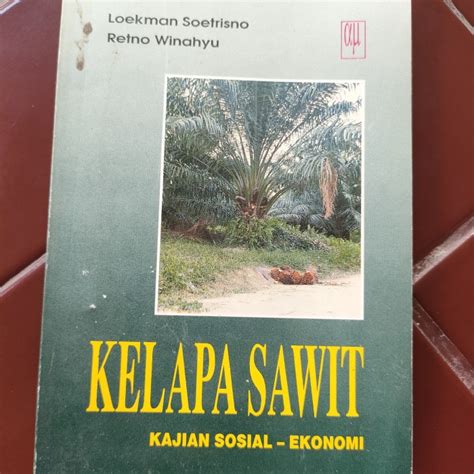 Loekman Soetrisno
Retno Winahyu
KELAPA SAWIT
KAJIAN SOSIAL – EKONOMI